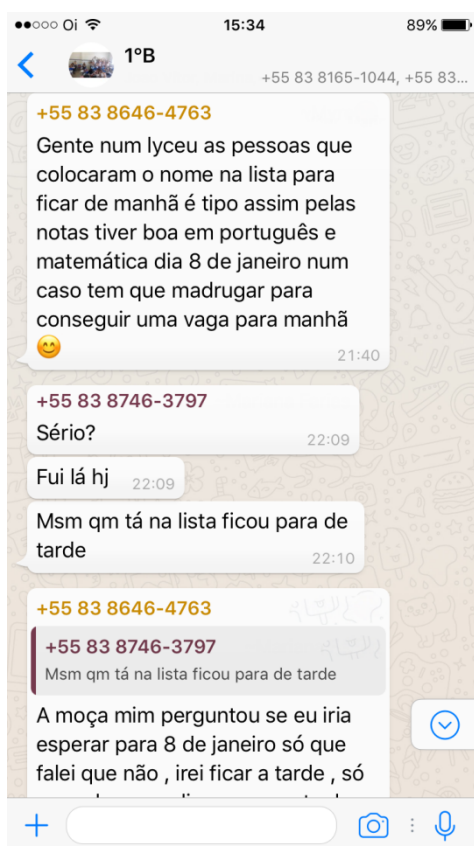 Oi 15:34 89%
1°B
+55 83 8165-1044, +55 83...
+55 83 8646-4763
Gente num lyceu as pessoas que
colocaram o nome na lista para
ficar de manhã é tipo assim pelas
notas tiver boa em português e
matemática dia 8 de janeiro num
caso tem que madrugar para
conseguir uma vaga para manhã
😊 21:40
+55 83 8746-3797
Sério? 22:09
Fui lá hj 22:09
Msm qm tá na lista ficou para de
tarde 22:10
+55 83 8646-4763
+55 83 8746-3797
Msm qm tá na lista ficou para de tarde
A moça mim perguntou se eu iria
esperar para 8 de janeiro só que
falei que não , irei ficar a tarde , só